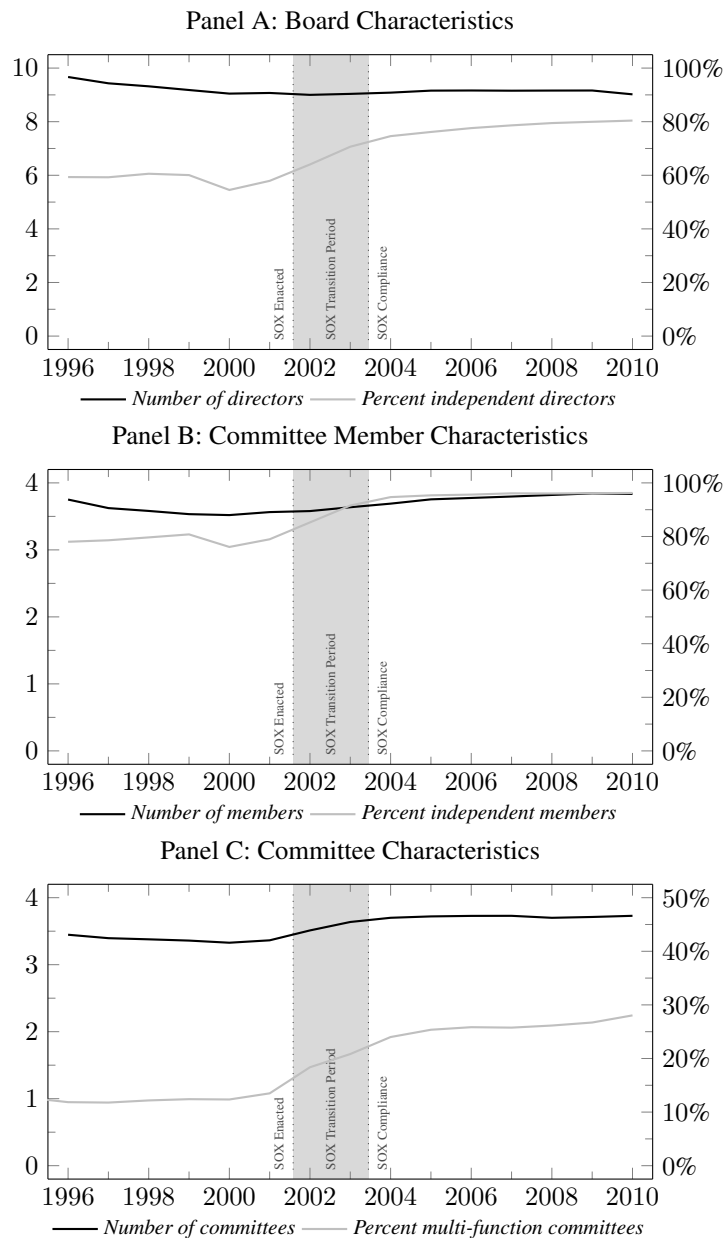 Panel A: Board Characteristics
10
8
6
4
2
0
100%
80%
60%
40%
20%
0%
SOX Enacted
SOX Transition Period
SOX Compliance
1996 1998 2000 2002 2004 2006 2008 2010
Number of directors Percent independent directors
Panel B: Committee Member Characteristics
4
3
2
1
0
100%
80%
60%
40%
20%
0%
SOX Enacted
SOX Transition Period
SOX Compliance
1996 1998 2000 2002 2004 2006 2008 2010
Number of members Percent independent members
Panel C: Committee Characteristics
4
3
2
1
0
50%
40%
30%
20%
10%
0%
SOX Enacted
SOX Transition Period
SOX Compliance
1996 1998 2000 2002 2004 2006 2008 2010
Number of committees Percent multi-function committees